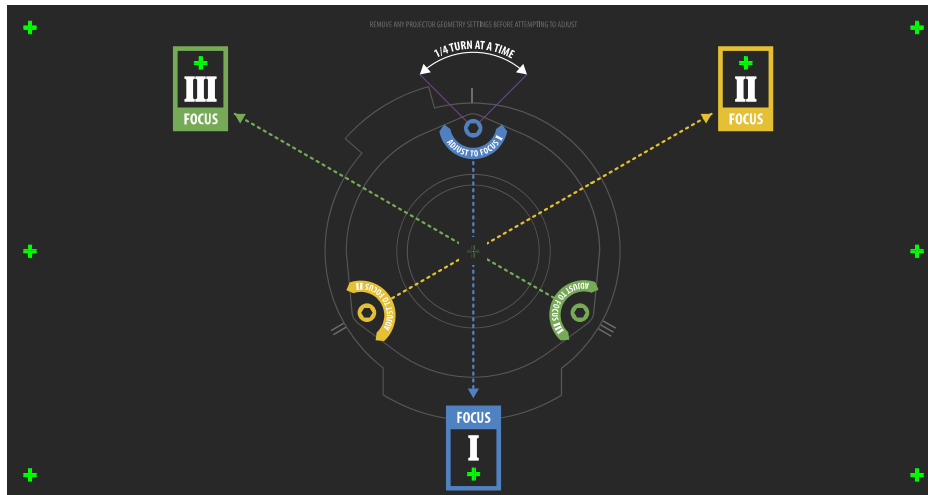 REMOVE ANY PROJECTOR GEOMETRY SETTINGS BEFORE ATTEMPTING TO ADJUST
1/4 TURN AT A TIME
III
FOCUS
II
FOCUS
ADJUST TO FOCUS I
ADJUST TO FOCUS II
ADJUST TO FOCUS III
FOCUS
I